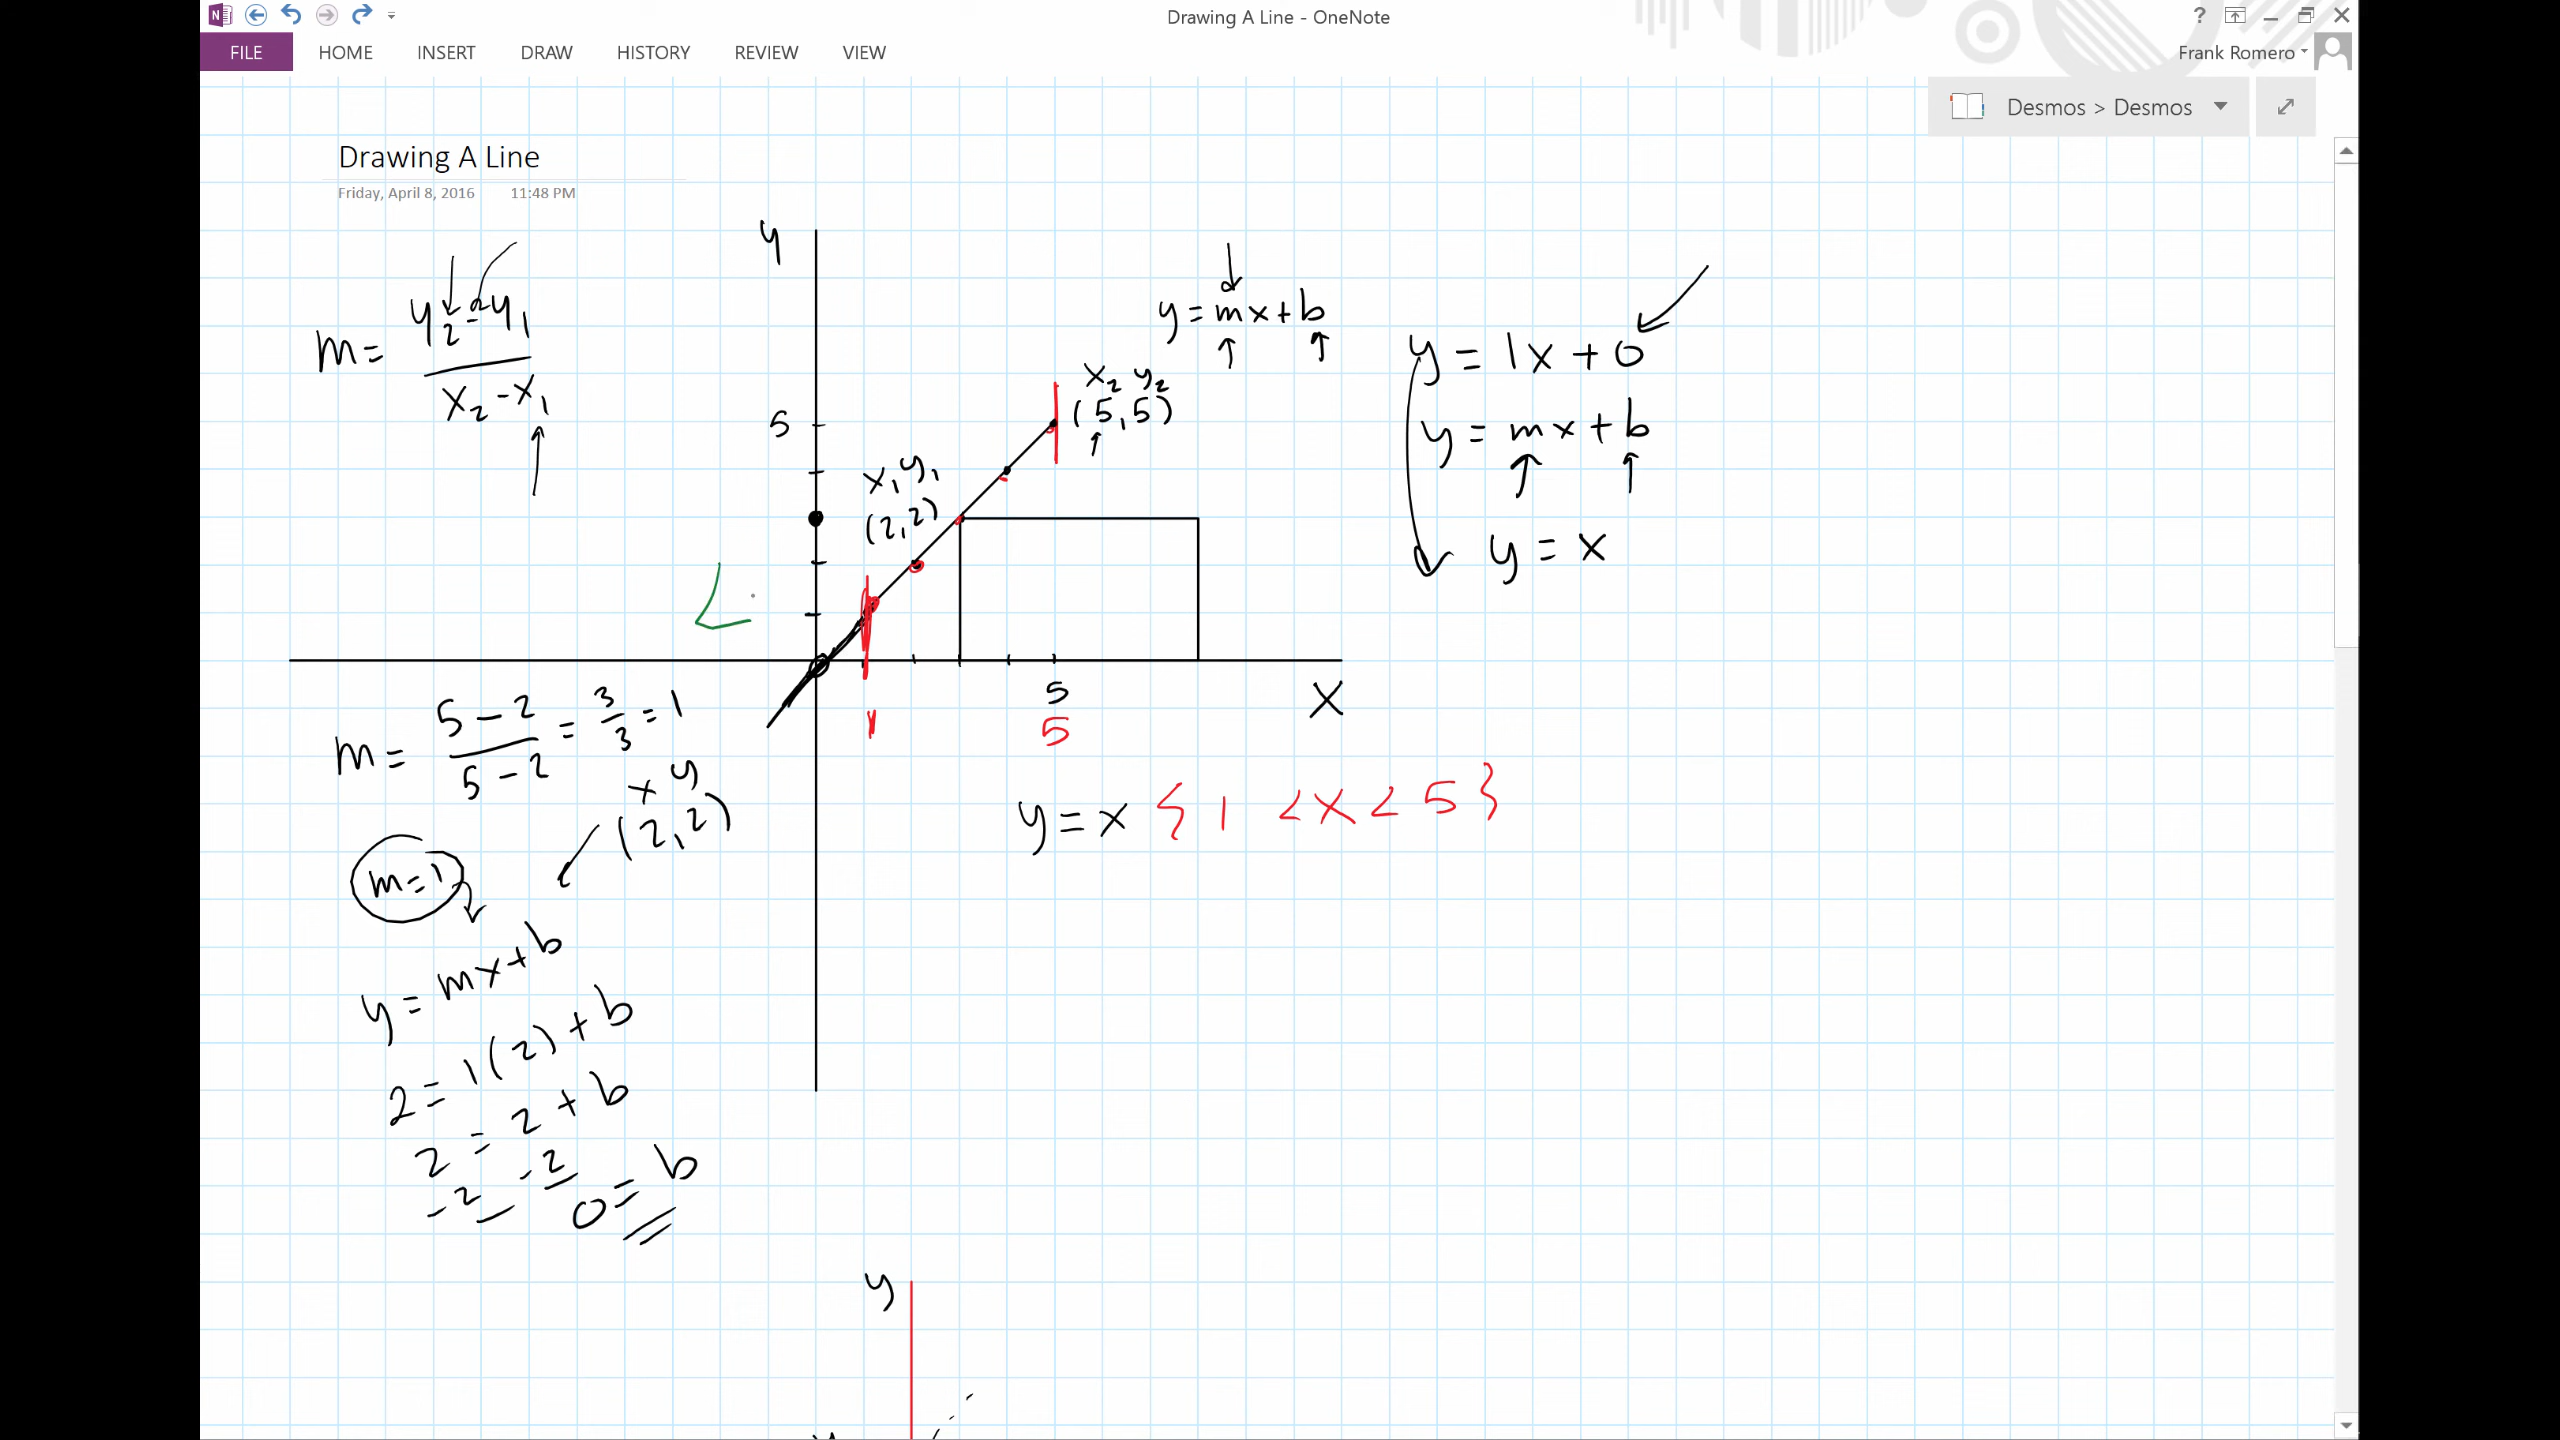 Drawing A Line - OneNote
?
FILE HOME INSERT DRAW HISTORY REVIEW VIEW
Frank Romero
Desmos > Desmos
Drawing A Line
Friday, April 8, 2016 11:48 PM
y
m = y2 - y1
x2 - x1
y = mx + b
y = 1x + 0
y = mx + b
y = x
x2 y2
(5,5)
5
x1 y1
(2,2)
5
X
1
5
m = 5 - 2 = 3 = 1
5 - 2 3
x y
(2,2)
m = 1
y = x { 1 < x < 5 }
y = mx + b
2 = 1(2) + b
2 = 2 + b
-2 -2
0 = b
y